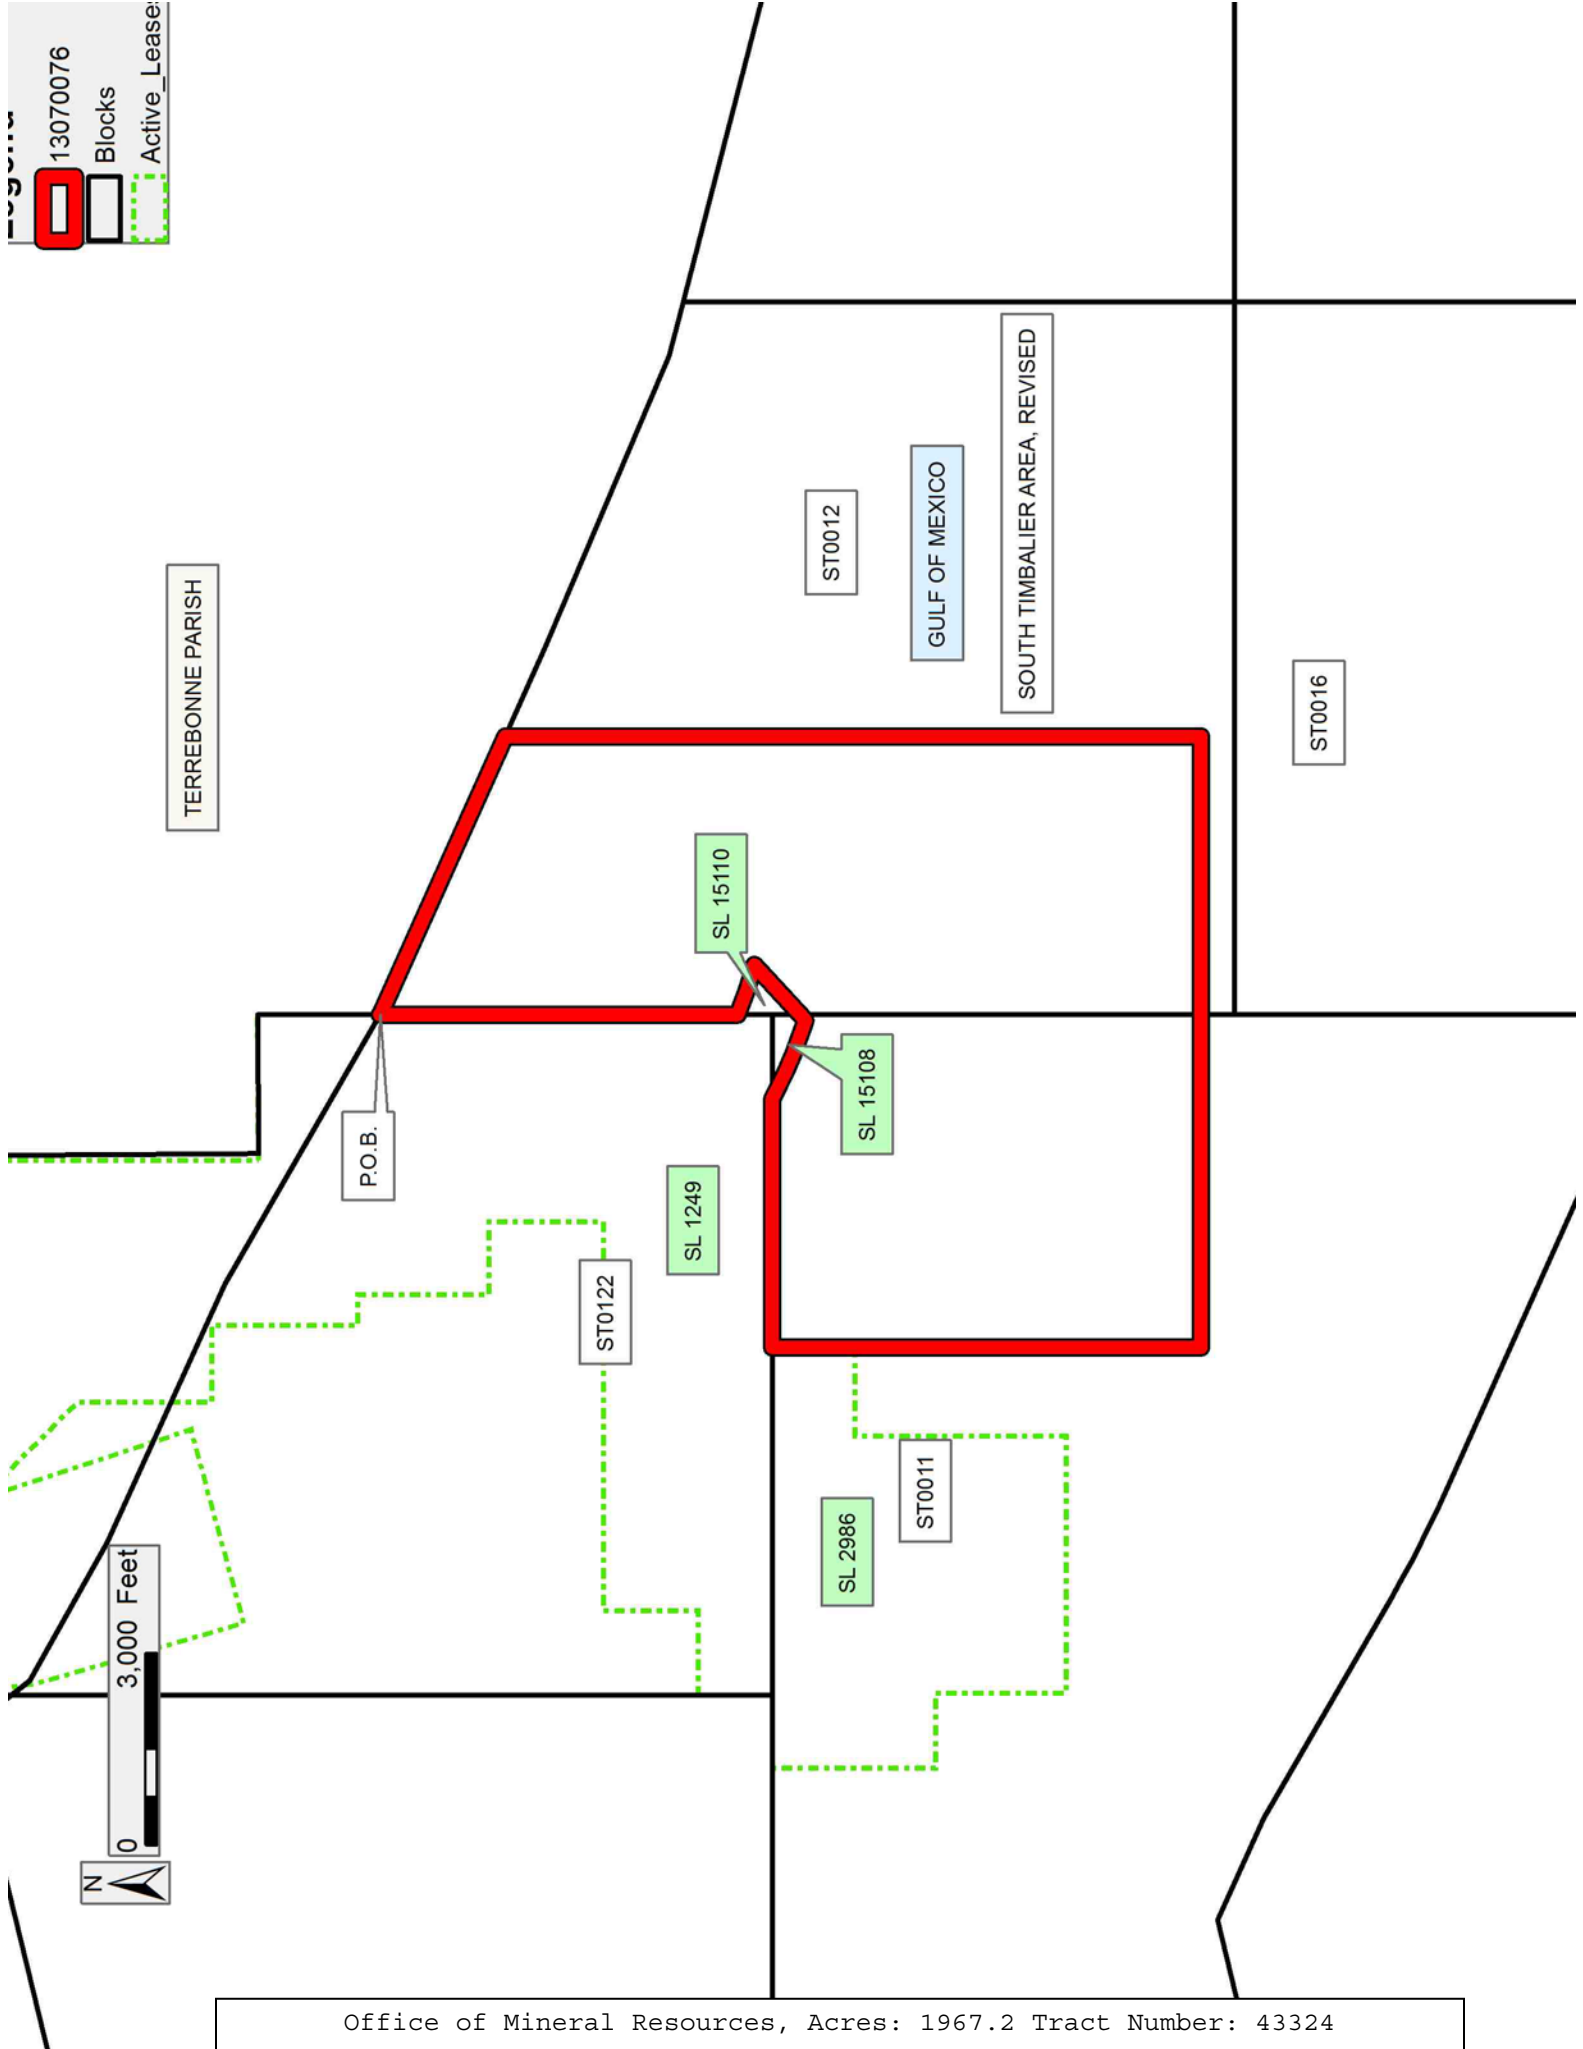 13070076
Blocks
Active_Lease
TERREBONNE PARISH
ST0012
GULF OF MEXICO
SOUTH TIMBALIER AREA, REVISED
ST0016
SL 15110
SL 15108
P.O.B.
SL 1249
ST0122
ST0011
SL 2986
0 3,000 Feet
N
Office of Mineral Resources, Acres: 1967.2 Tract Number: 43324